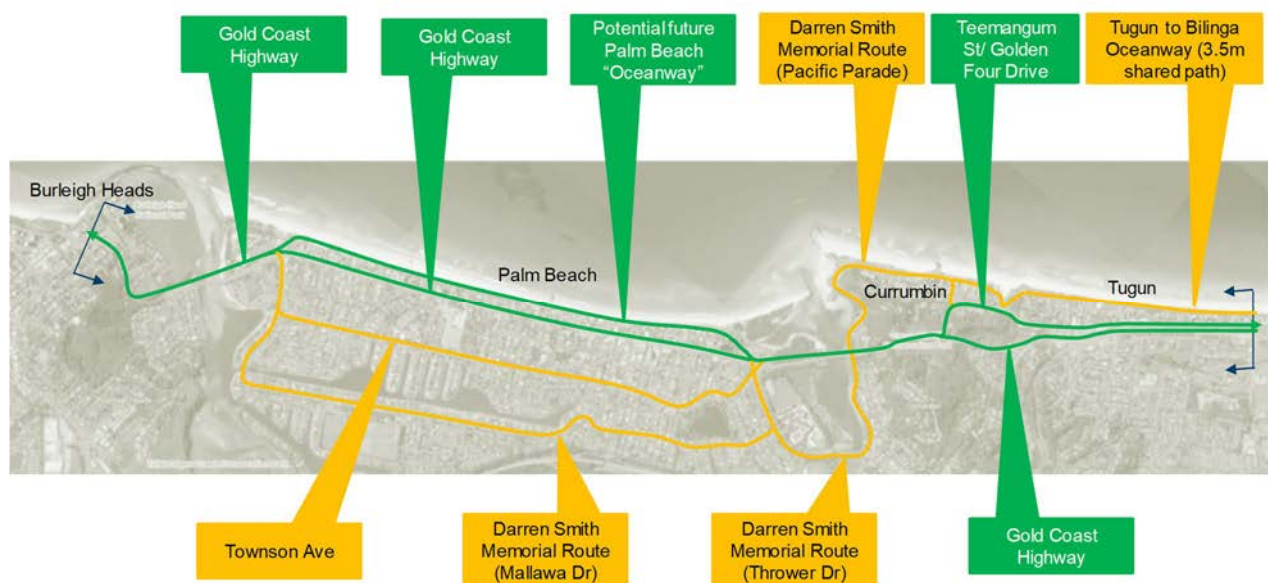 Gold Coast
Highway
Gold Coast
Highway
Potential future
Palm Beach
“Oceanway”
Darren Smith
Memorial Route
(Pacific Parade)
Teemangum
St/ Golden
Four Drive
Tugun to Bilinga
Oceanway (3.5m
shared path)
Burleigh Heads
Palm Beach
Currumbin
Tugun
Townson Ave
Darren Smith
Memorial Route
(Mallawa Dr)
Darren Smith
Memorial Route
(Thrower Dr)
Gold Coast
Highway